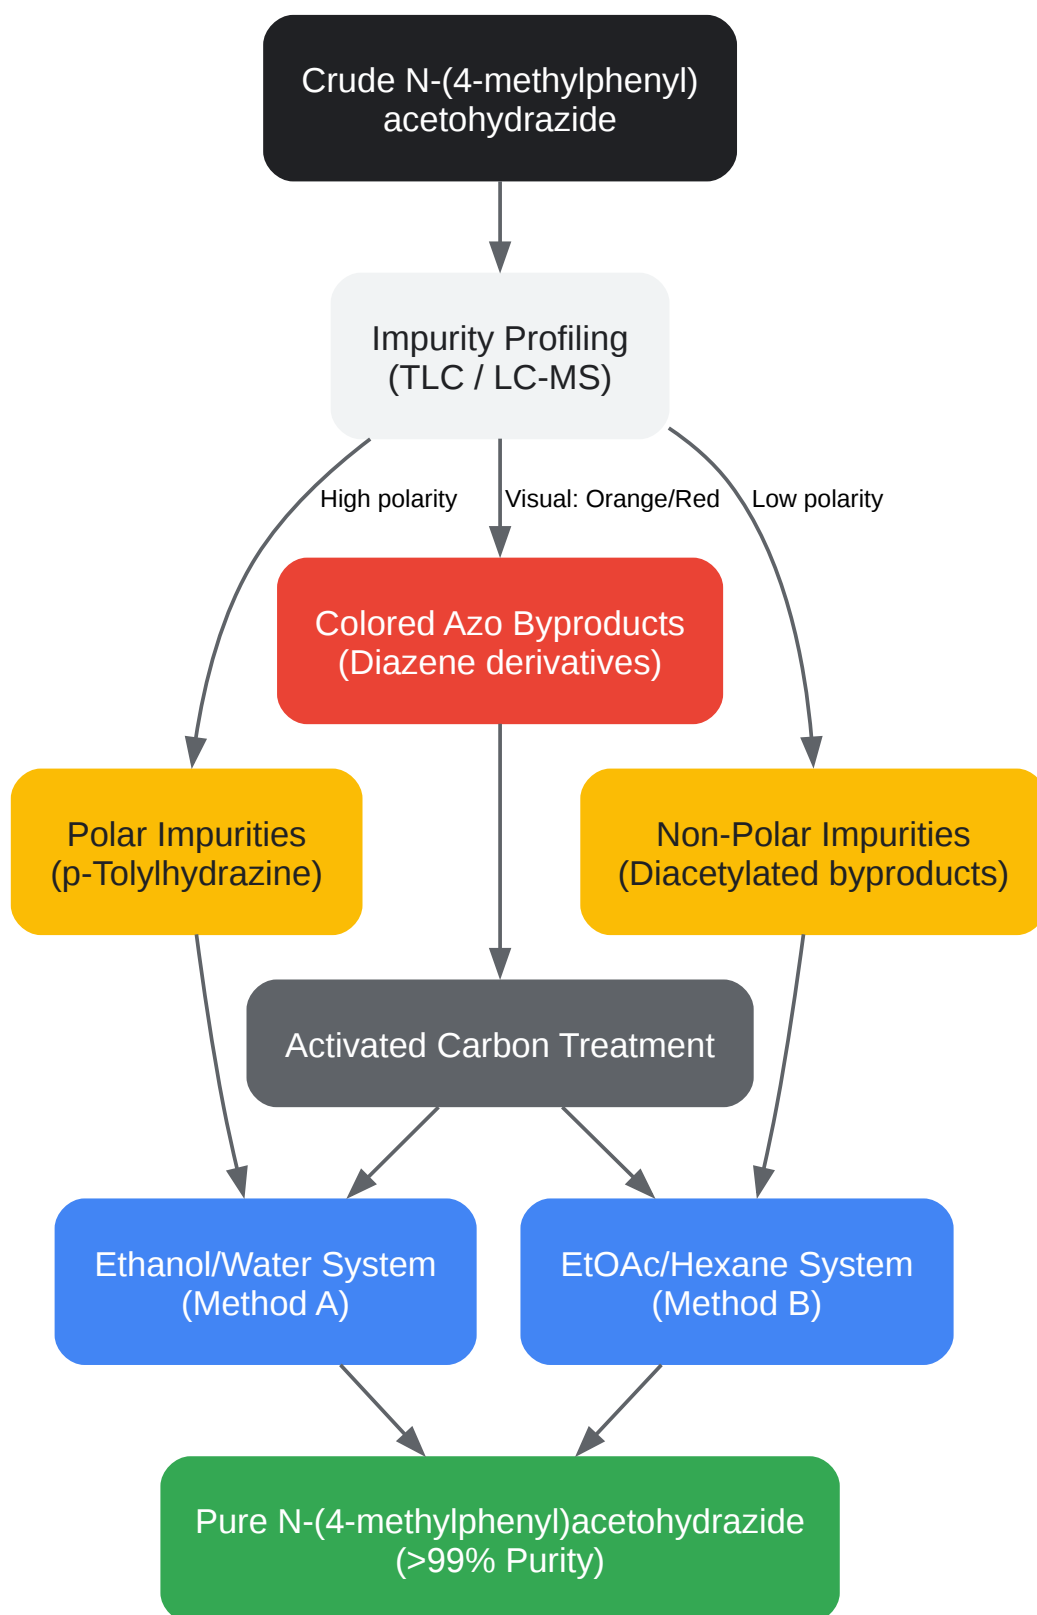 Crude N-(4-methylphenyl)
acetohydrazide
Impurity Profiling
(TLC / LC-MS)
High polarity
Visual: Orange/Red
Low polarity
Colored Azo Byproducts
(Diazene derivatives)
Polar Impurities
(p-Tolylhydrazine)
Non-Polar Impurities
(Diacetylated byproducts)
Activated Carbon Treatment
Ethanol/Water System
(Method A)
EtOAc/Hexane System
(Method B)
Pure N-(4-methylphenyl)acetohydrazide
(>99% Purity)